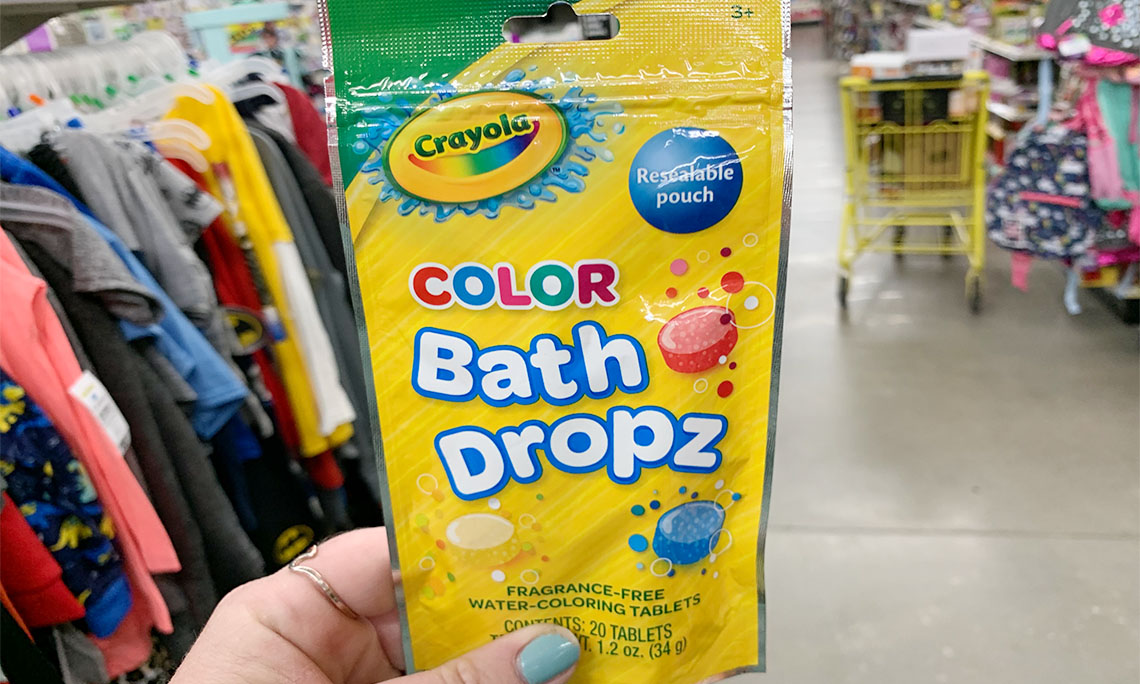 3+
Crayola
TM
Resealable
pouch
COLOR
Bath
Dropz
FRAGRANCE-FREE
WATER-COLORING TABLETS
CONTENTS: 20 TABLETS
1.2 oz. (34 g)